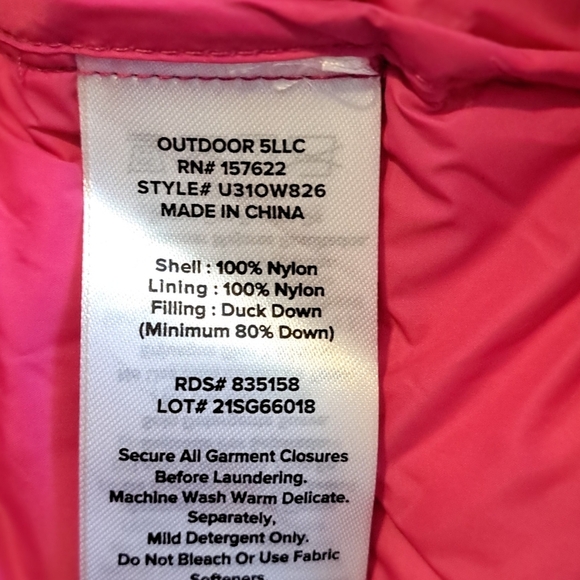 OUTDOOR 5LLC
RN# 157622
STYLE# U31OW826
MADE IN CHINA
Shell : 100% Nylon
Lining : 100% Nylon
Filling : Duck Down
(Minimum 80% Down)
RDS# 835158
LOT# 21SG66018
Secure All Garment Closures
Before Laundering.
Machine Wash Warm Delicate.
Separately,
Mild Detergent Only.
Do Not Bleach Or Use Fabric
Softeners